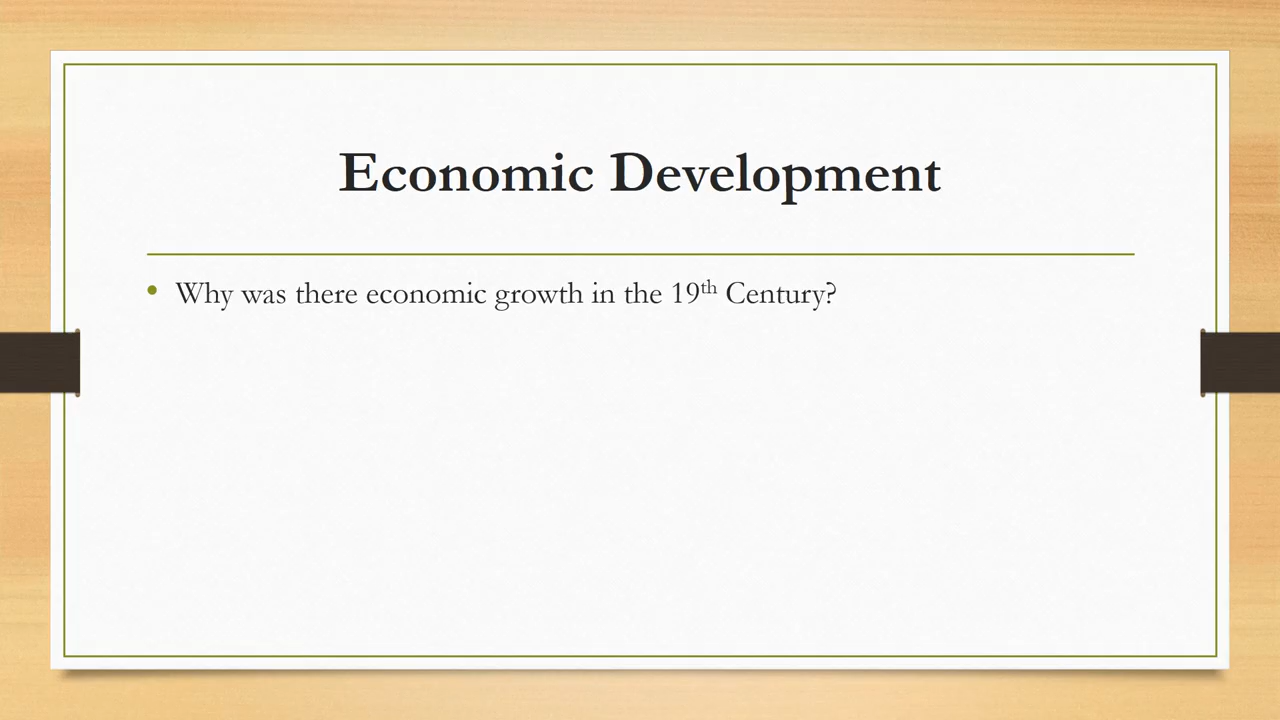 Economic Development
• Why was there economic growth in the 19th Century?